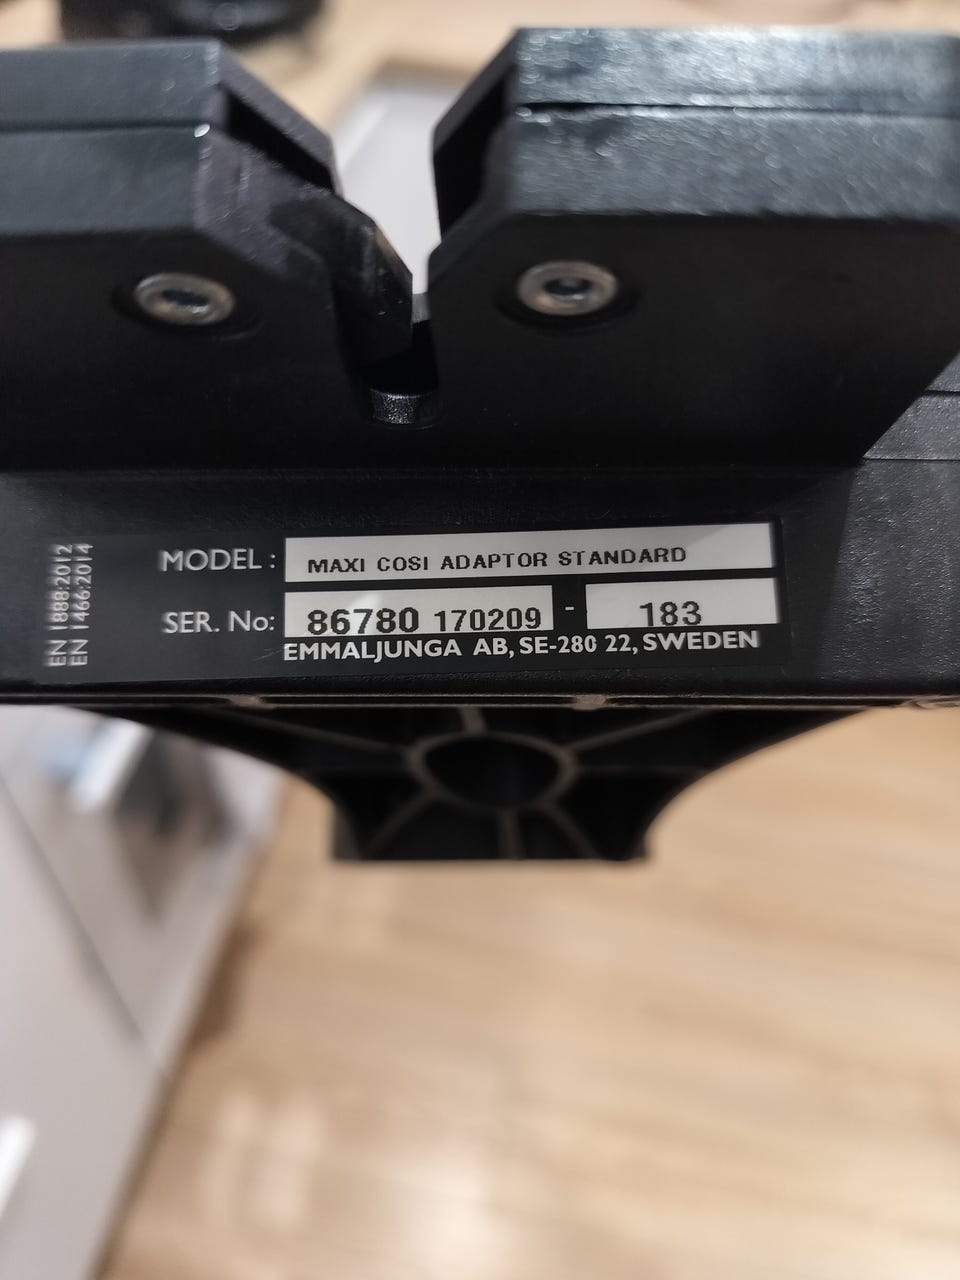 EN 1888:2012
EN 1466:2014
MODEL : MAXI COSI ADAPTOR STANDARD
SER. No: 86780 170209 - 183
EMMALJUNGA AB, SE-280 22, SWEDEN